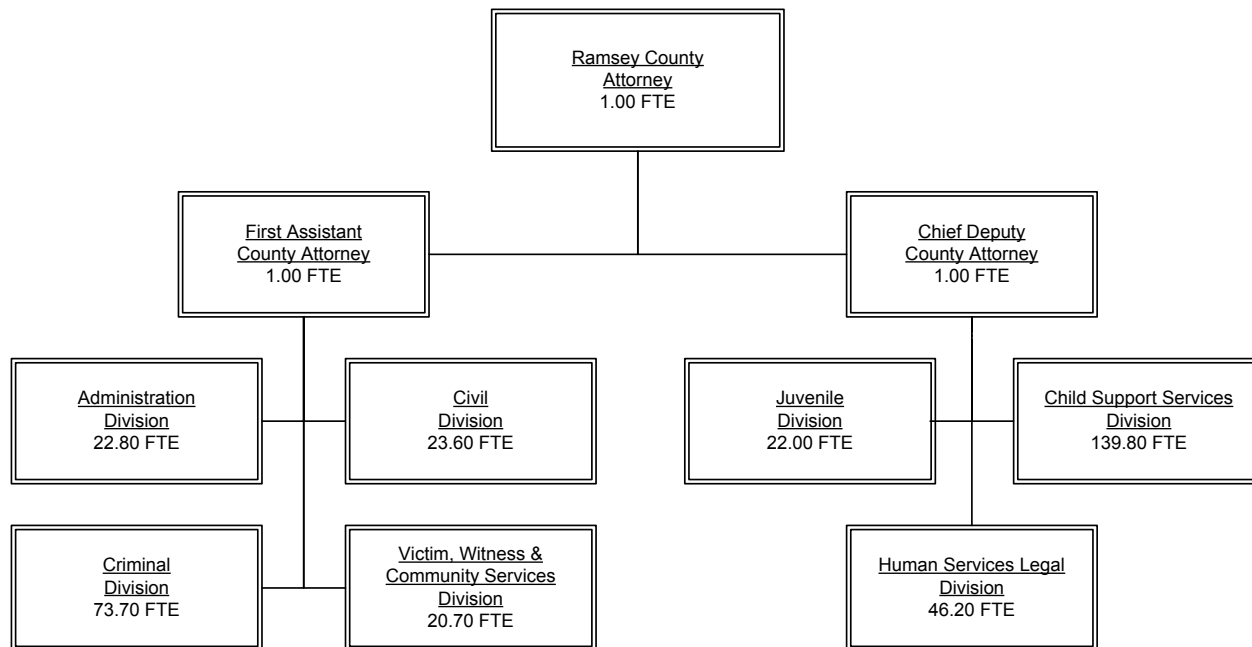 Ramsey County
Attorney
1.00 FTE
First Assistant
County Attorney
1.00 FTE
Chief Deputy
County Attorney
1.00 FTE
Administration
Division
22.80 FTE
Civil
Division
23.60 FTE
Juvenile
Division
22.00 FTE
Child Support Services
Division
139.80 FTE
Criminal
Division
73.70 FTE
Victim, Witness &
Community Services
Division
20.70 FTE
Human Services Legal
Division
46.20 FTE